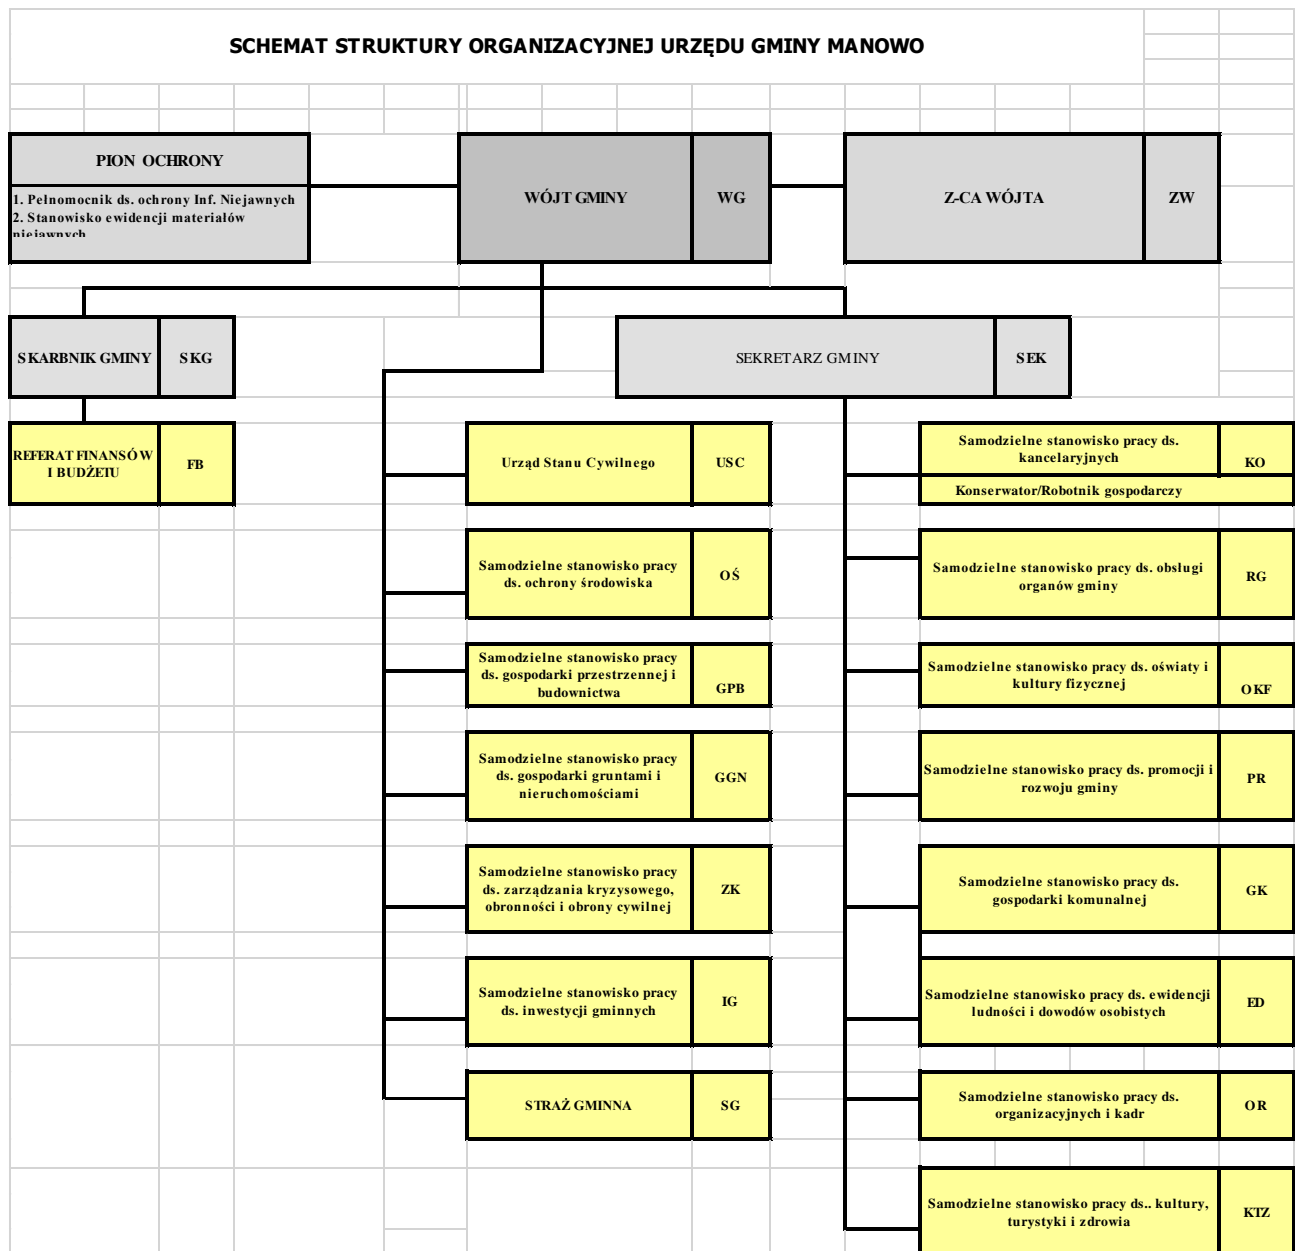 SCHEMAT STRUKTURY ORGANIZACYJNEJ URZĘDU GMINY MANOWO
PION OCHRONY
1. Pełnomocnik ds. ochrony Inf. Niejawnych
2. Stanowisko ewidencji materiałów
niejawnych
WÓJT GMINY
WG
Z-CA WÓJTA
ZW
SKARBNIK GMINY
SKG
SEKRETARZ GMINY
SEK
REFERAT FINANSÓW
I BUDŻETU
FB
Urząd Stanu Cywilnego
USC
Samodzielne stanowisko pracy ds.
kancelaryjnych
KO
Konserwator/Robotnik gospodarczy
Samodzielne stanowisko pracy
ds. ochrony środowiska
OŚ
Samodzielne stanowisko pracy ds. obsługi
organów gminy
RG
Samodzielne stanowisko pracy
ds. gospodarki przestrzennej i
budownictwa
GPB
Samodzielne stanowisko pracy ds. oświaty i
kultury fizycznej
OKF
Samodzielne stanowisko pracy
ds. gospodarki gruntami i
nieruchomościami
GGN
Samodzielne stanowisko pracy ds. promocji i
rozwoju gminy
PR
Samodzielne stanowisko pracy
ds. zarządzania kryzysowego,
obronności i obrony cywilnej
ZK
Samodzielne stanowisko pracy ds.
gospodarki komunalnej
GK
Samodzielne stanowisko pracy
ds. inwestycji gminnych
IG
Samodzielne stanowisko pracy ds. ewidencji
ludności i dowodów osobistych
ED
STRAŻ GMINNA
SG
Samodzielne stanowisko pracy ds.
organizacyjnych i kadr
OR
Samodzielne stanowisko pracy ds.. kultury,
turystyki i zdrowia
KTZ